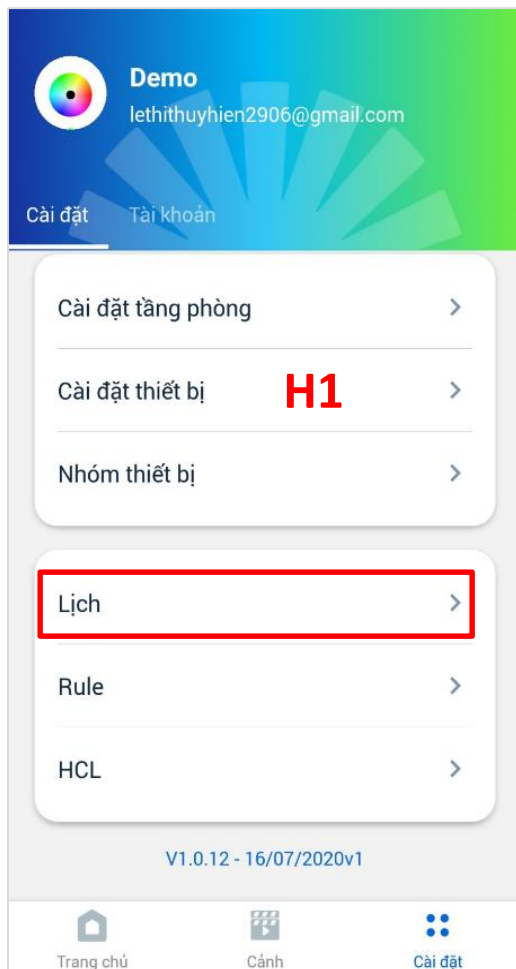 Demo
lethithuyhien2906@gmail.com
Cài đặt Tài khoản
Cài đặt tầng phòng
Cài đặt thiết bị H1
Nhóm thiết bị
Lịch
Rule
HCL
V1.0.12 - 16/07/2020v1
Trang chủ Cảnh Cài đặt